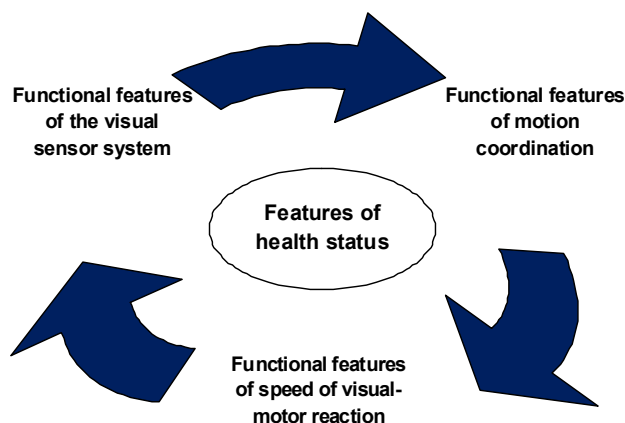 Functional features
of the visual
sensor system
Functional features
of motion
coordination
Features of
health status
Functional features
of speed of visual-
motor reaction